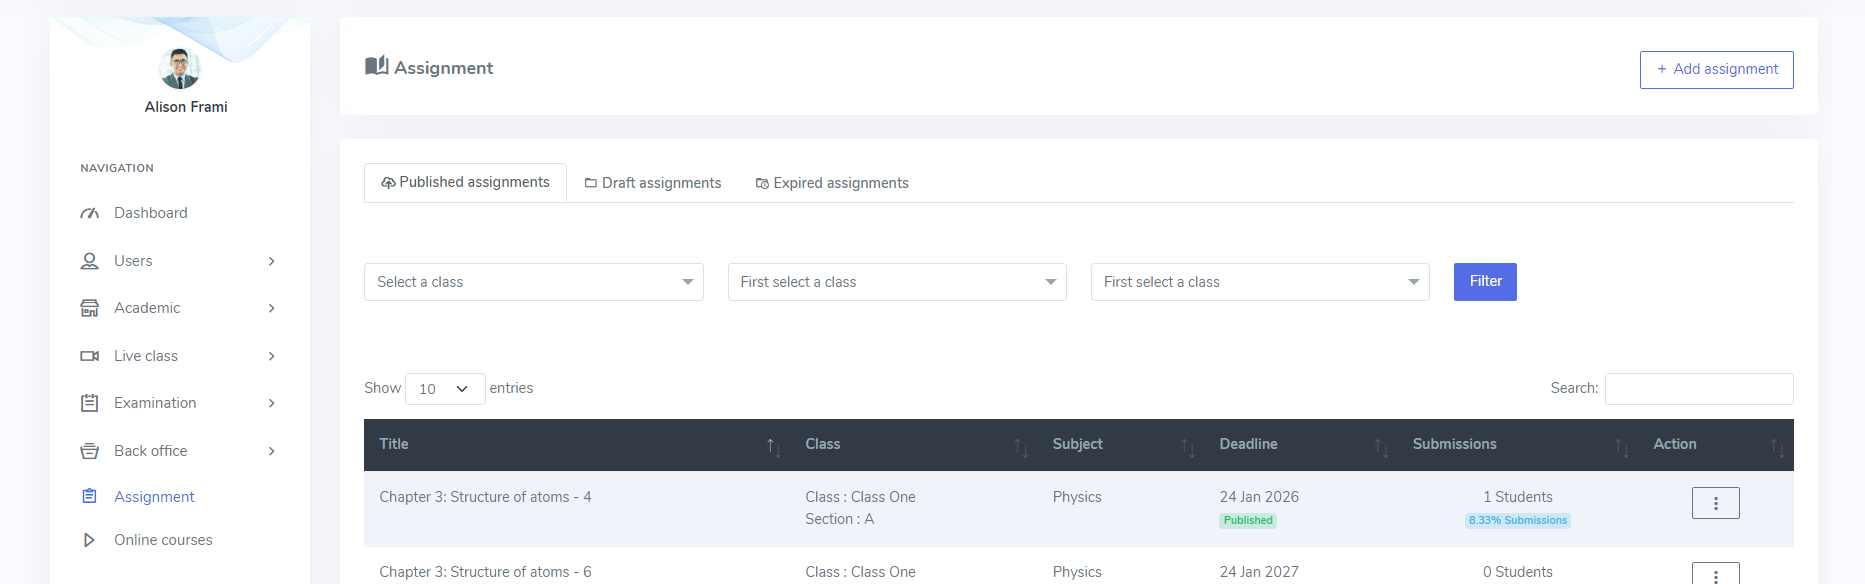 Alison Frami
NAVIGATION
Dashboard
Users
Academic
Live class
Examination
Back office
Assignment
Online courses
Assignment
+ Add assignment
Published assignments
Draft assignments
Expired assignments
Select a class
First select a class
First select a class
Filter
Show 10 entries
Search:
Title Class Subject Deadline Submissions Action
Chapter 3: Structure of atoms - 4 Class : Class One Physics 24 Jan 2026 1 Students
Section : A Published 8.33% Submissions
Chapter 3: Structure of atoms - 6 Class : Class One Physics 24 Jan 2027 0 Students